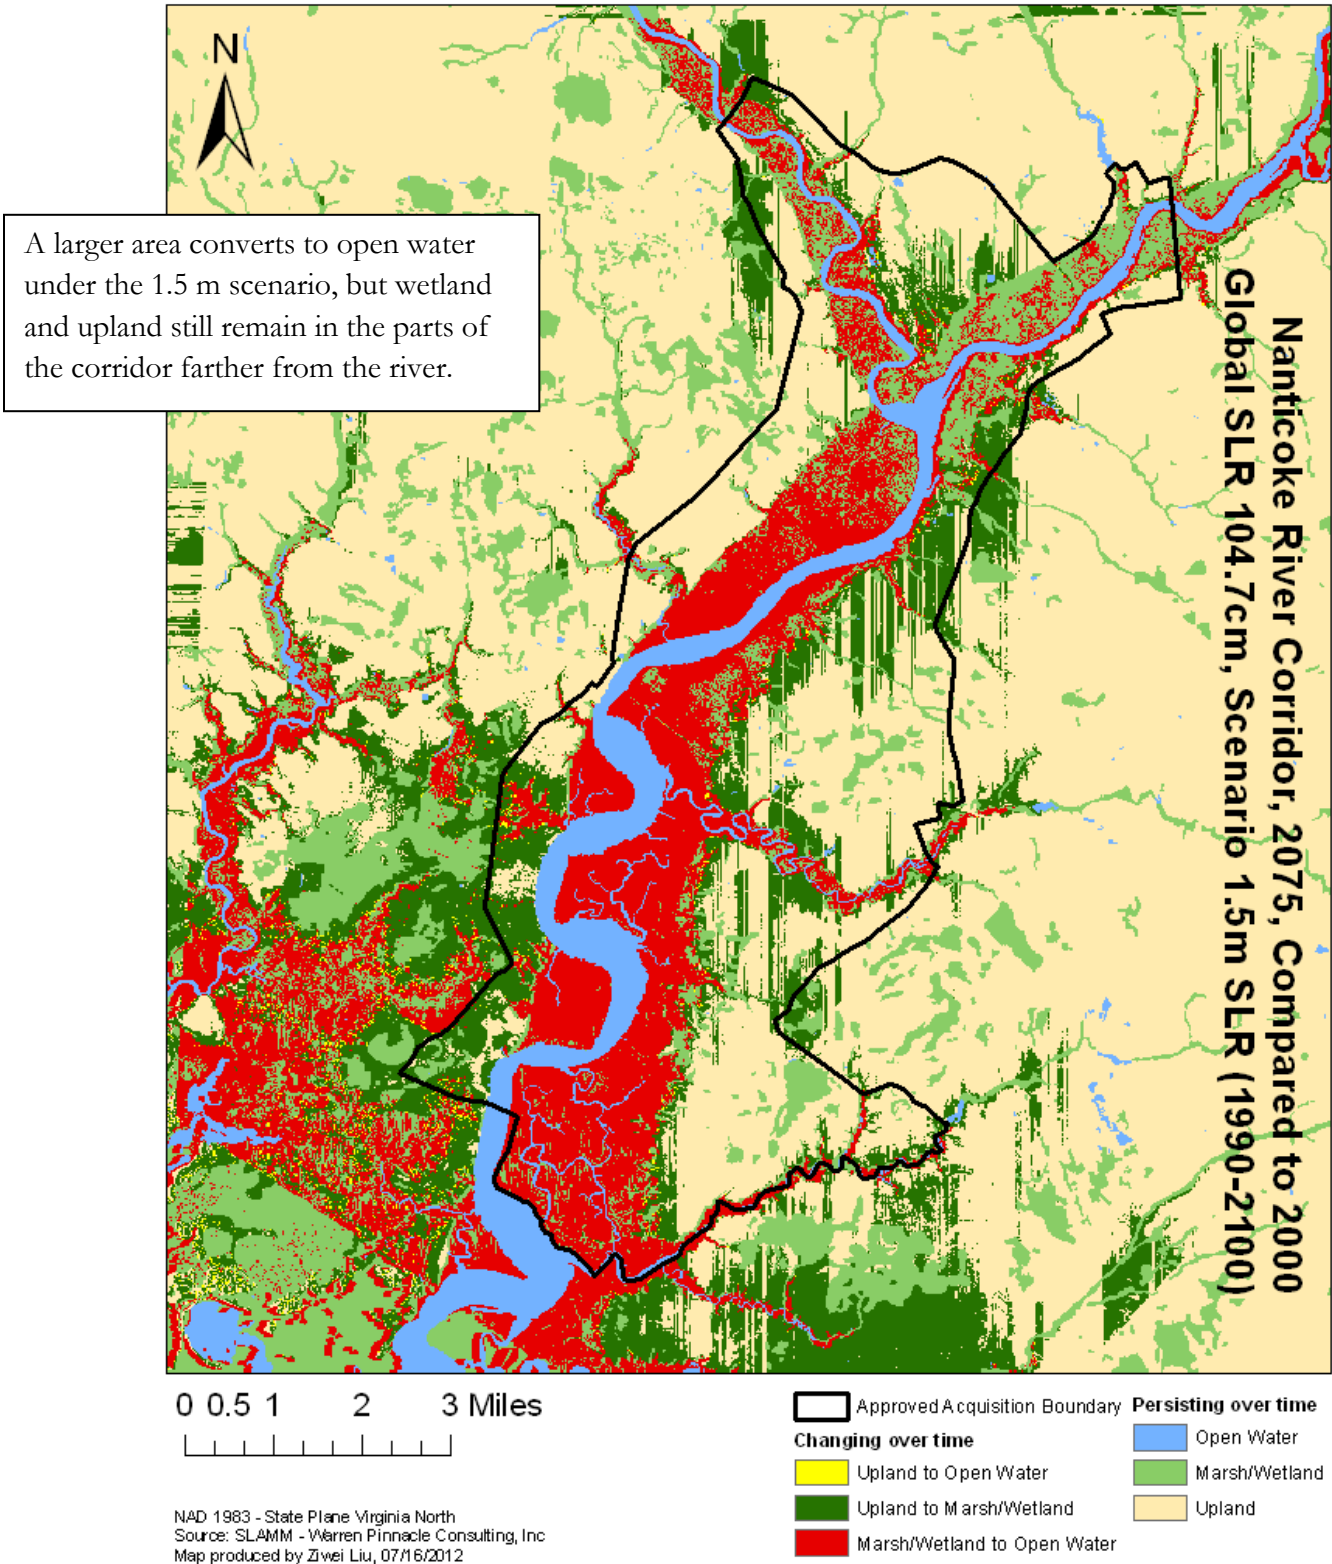 N
A larger area converts to open water
under the 1.5 m scenario, but wetland
and upland still remain in the parts of
the corridor farther from the river.
Nanticoke River Corridor, 2075, Compared to 2000
Global SLR 104.7cm, Scenario 1.5m SLR (1990-2100)
0 0.5 1 2 3 Miles
Approved Acquisition Boundary
Changing over time
Upland to Open Water
Upland to Marsh/Wetland
Marsh/Wetland to Open Water
Persisting over time
Open Water
Marsh/Wetland
Upland
NAD 1983 - State Plane Virginia North
Source: SLAMM - Warren Pinnacle Consulting, Inc
Map produced by Ziwei Liu, 07/16/2012